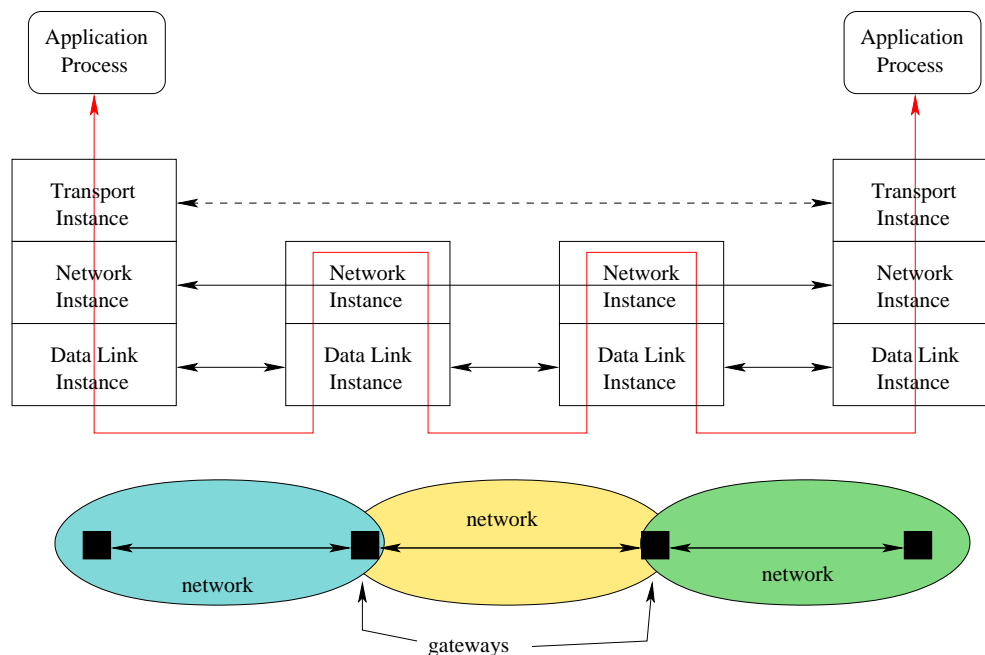 Application
Process
Application
Process
Transport
Instance
Transport
Instance
Network
Instance
Network
Instance
Network
Instance
Network
Instance
Data Link
Instance
Data Link
Instance
Data Link
Instance
Data Link
Instance
network
network
network
gateways